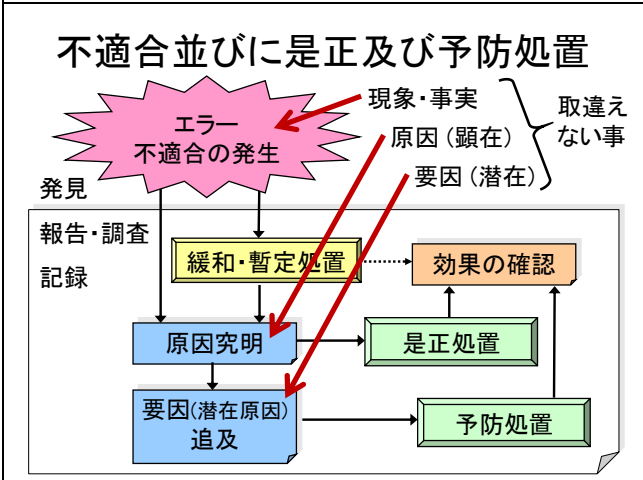 不適合並びに是正及び予防処置
現象・事実
原因(顕在)
要因(潜在)
取違え
ない事
エラー
不適合の発生
発見
報告・調査
記録
緩和・暫定処置
効果の確認
原因究明
是正処置
要因(潜在原因)
追及
予防処置